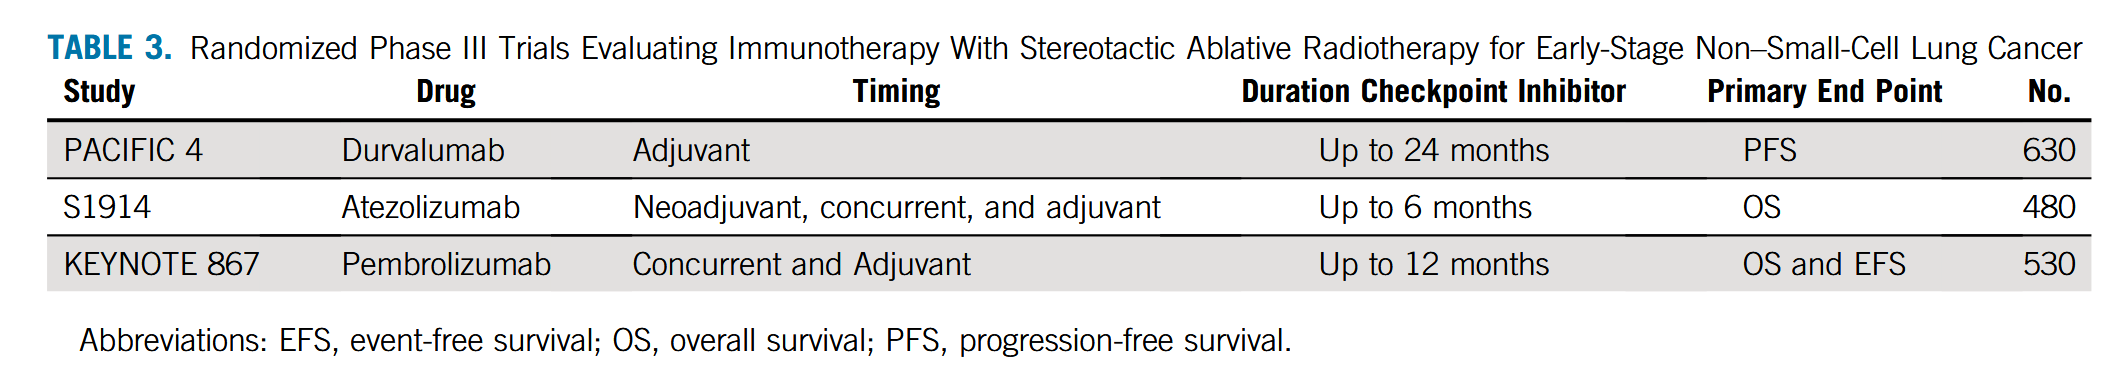 TABLE 3. Randomized Phase III Trials Evaluating Immunotherapy With Stereotactic Ablative Radiotherapy for Early-Stage Non–Small-Cell Lung Cancer
Study Drug Timing Duration Checkpoint Inhibitor Primary End Point No.
PACIFIC 4 Durvalumab Adjuvant Up to 24 months PFS 630
S1914 Atezolizumab Neoadjuvant, concurrent, and adjuvant Up to 6 months OS 480
KEYNOTE 867 Pembrolizumab Concurrent and Adjuvant Up to 12 months OS and EFS 530
Abbreviations: EFS, event-free survival; OS, overall survival; PFS, progression-free survival.